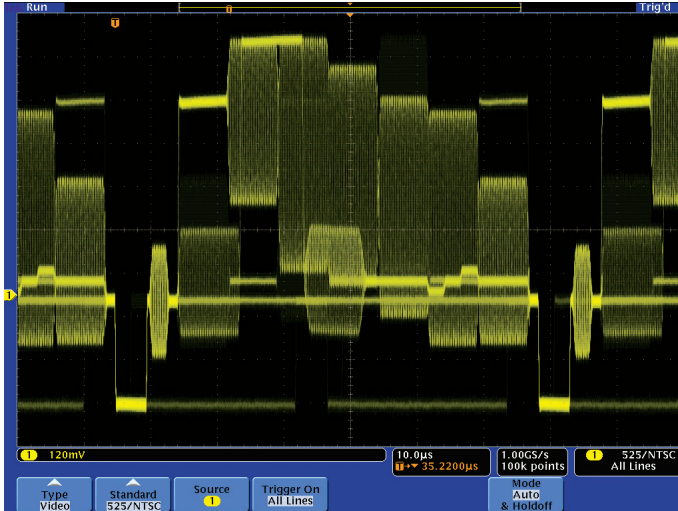 Run
Trig'd
T
T
1
1 120mV
10.0µs
T→▼ 35.2200µs
1.00GS/s
100k points
1 525/NTSC
All Lines
Type
Video
Standard
525/NTSC
Source
1
Trigger On
All Lines
Mode
Auto
& Holdoff